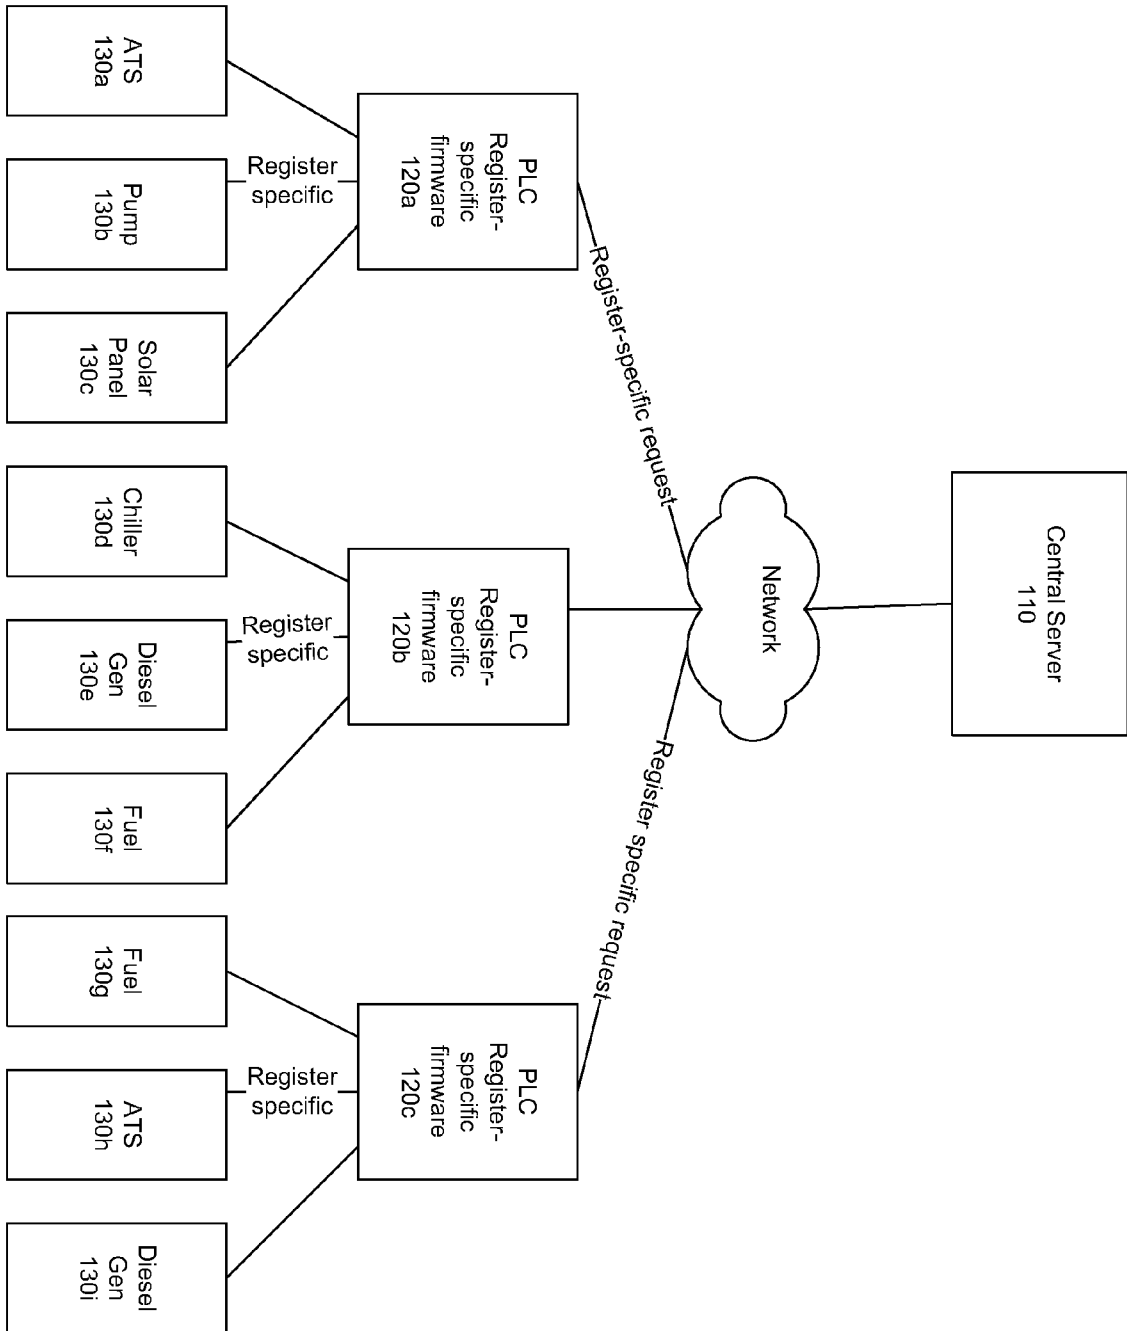 Central Server
110
Network
Register-specific request
Register specific request
PLC
Register-
specific
firmware
120a
PLC
Register-
specific
firmware
120b
PLC
Register-
specific
firmware
120c
Register
specific
Register
specific
Register
specific
ATS
130a
Pump
130b
Solar
Panel
130c
Chiller
130d
Diesel
Gen
130e
Fuel
130f
Fuel
130g
ATS
130h
Diesel
Gen
130i